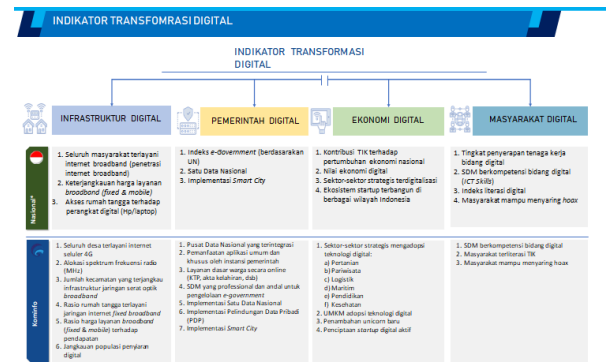 INDIKATOR TRANSFOMRASI DIGITAL
INDIKATOR TRANSFORMASI
DIGITAL
INFRASTRUKTUR DIGITAL
PEMERINTAH DIGITAL
EKONOMI DIGITAL
MASYARAKAT DIGITAL
Nasional*
1. Seluruh masyarakat terlayani
internet broadband (penetrasi
internet broadband)
2. Keterjangkauan harga layanan
broadband (fixed & mobile)
3. Akses rumah tangga terhadap
perangkat digital (Hp/laptop)
1. Indeks e-Government (berdasarkan
UN)
2. Satu Data Nasional
3. Implementasi Smart City
1. Kontribusi TIK terhadap
pertumbuhan ekonomi nasional
2. Nilai ekonomi digital
3. Sektor-sektor strategis terdigitalisasi
4. Ekosistem startup terbangun di
berbagai wilayah Indonesia
1. Tingkat penyerapan tenaga kerja
bidang digital
2. SDM berkompetensi bidang digital
(ICT Skills)
3. Indeks literasi digital
4. Masyarakat mampu menyaring hoax
Kominfo
1. Seluruh desa terlayani internet
seluler 4G
2. Alokasi spektrum frekuensi radio
(MHz)
3. Jumlah kecamatan yang terjangkau
infrastruktur jaringan serat optik
broadband
4. Rasio rumah tangga terlayani
jaringan internet fixed broadband
5. Rasio harga layanan broadband
(fixed & mobile) terhadap
pendapatan
6. Jangkauan populasi penyiaran
digital
1. Pusat Data Nasional yang terintegrasi
2. Pemanfaatan aplikasi umum dan
khusus oleh instansi pemerintah
3. Layanan dasar warga secara online
(KTP, akta kelahiran, dsb)
4. SDM yang professional dan andal untuk
pengelolaan e-government
5. Implementasi Satu Data Nasional
6. Implementasi Pelindungan Data Pribadi
(PDP)
7. Implementasi Smart City
1. Sektor-sektor strategis mengadopsi
teknologi digital:
a) Pertanian
b) Pariwisata
c) Logistik
d) Maritim
e) Pendidikan
f) Kesehatan
2. UMKM adopsi teknologi digital
3. Penambahan unicorn baru
4. Penciptaan startup digital aktif
1. SDM berkompetensi bidang digital
2. Masyarakat terliterasi TIK
3. Masyarakat mampu menyaring hoax